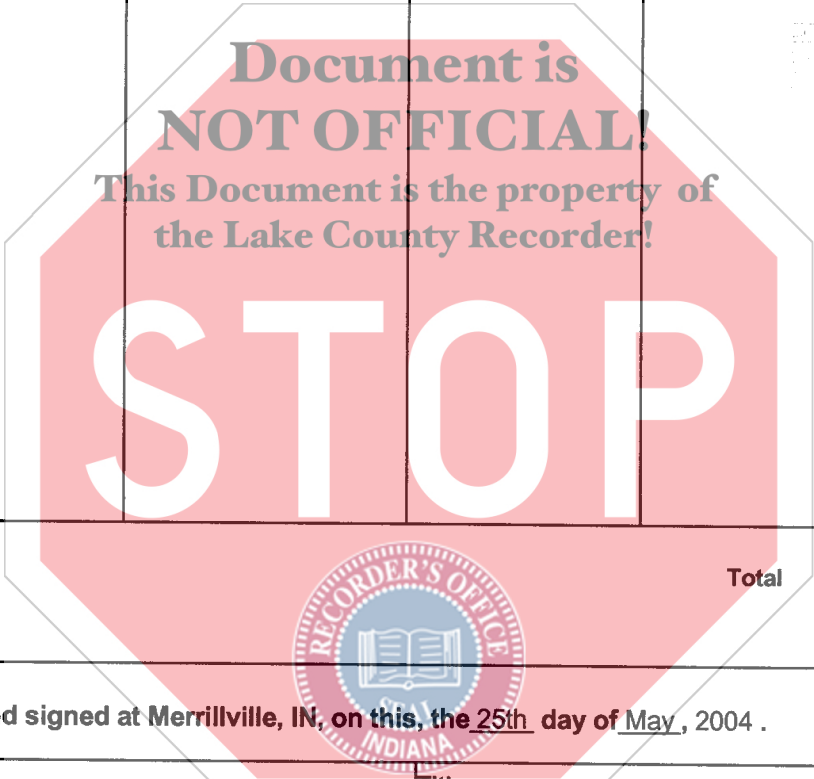 Document is
NOT OFFICIAL!
This Document is the property of
the Lake County Recorder!
STOP
Total
RECORDER'S OFFICE
SEAL
INDIANA
d signed at Merrillville, IN, on this, the 25th day of May, 2004 .